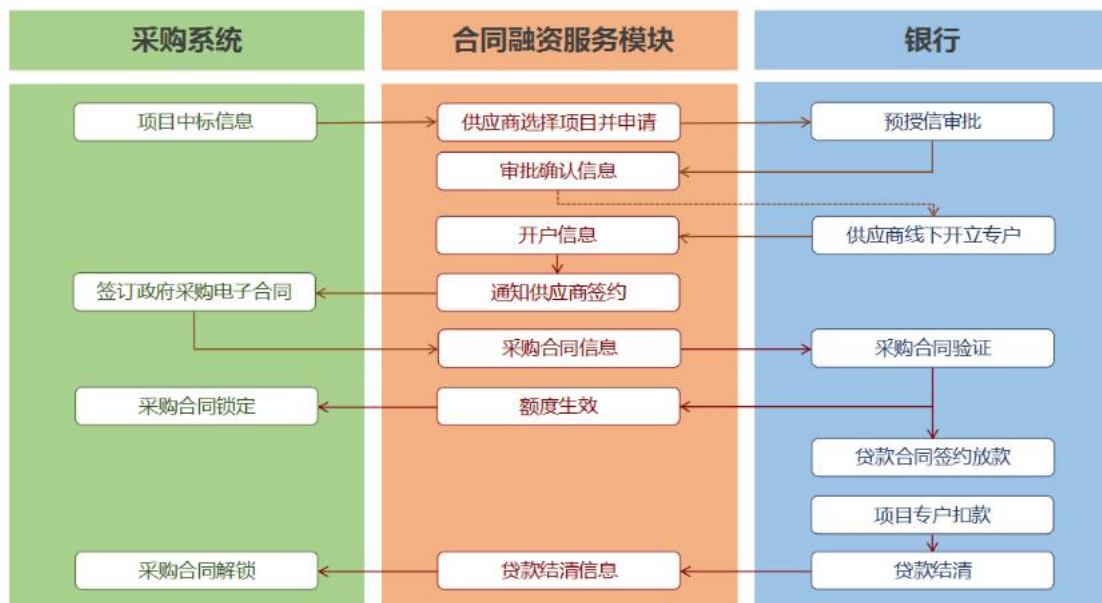 采购系统
合同融资服务模块
银行
项目中标信息
供应商选择项目并申请
预授信审批
审批确认信息
开户信息
供应商线下开立专户
签订政府采购电子合同
通知供应商签约
采购合同信息
采购合同验证
采购合同锁定
额度生效
贷款合同签约放款
项目专户扣款
采购合同解锁
贷款结清信息
贷款结清